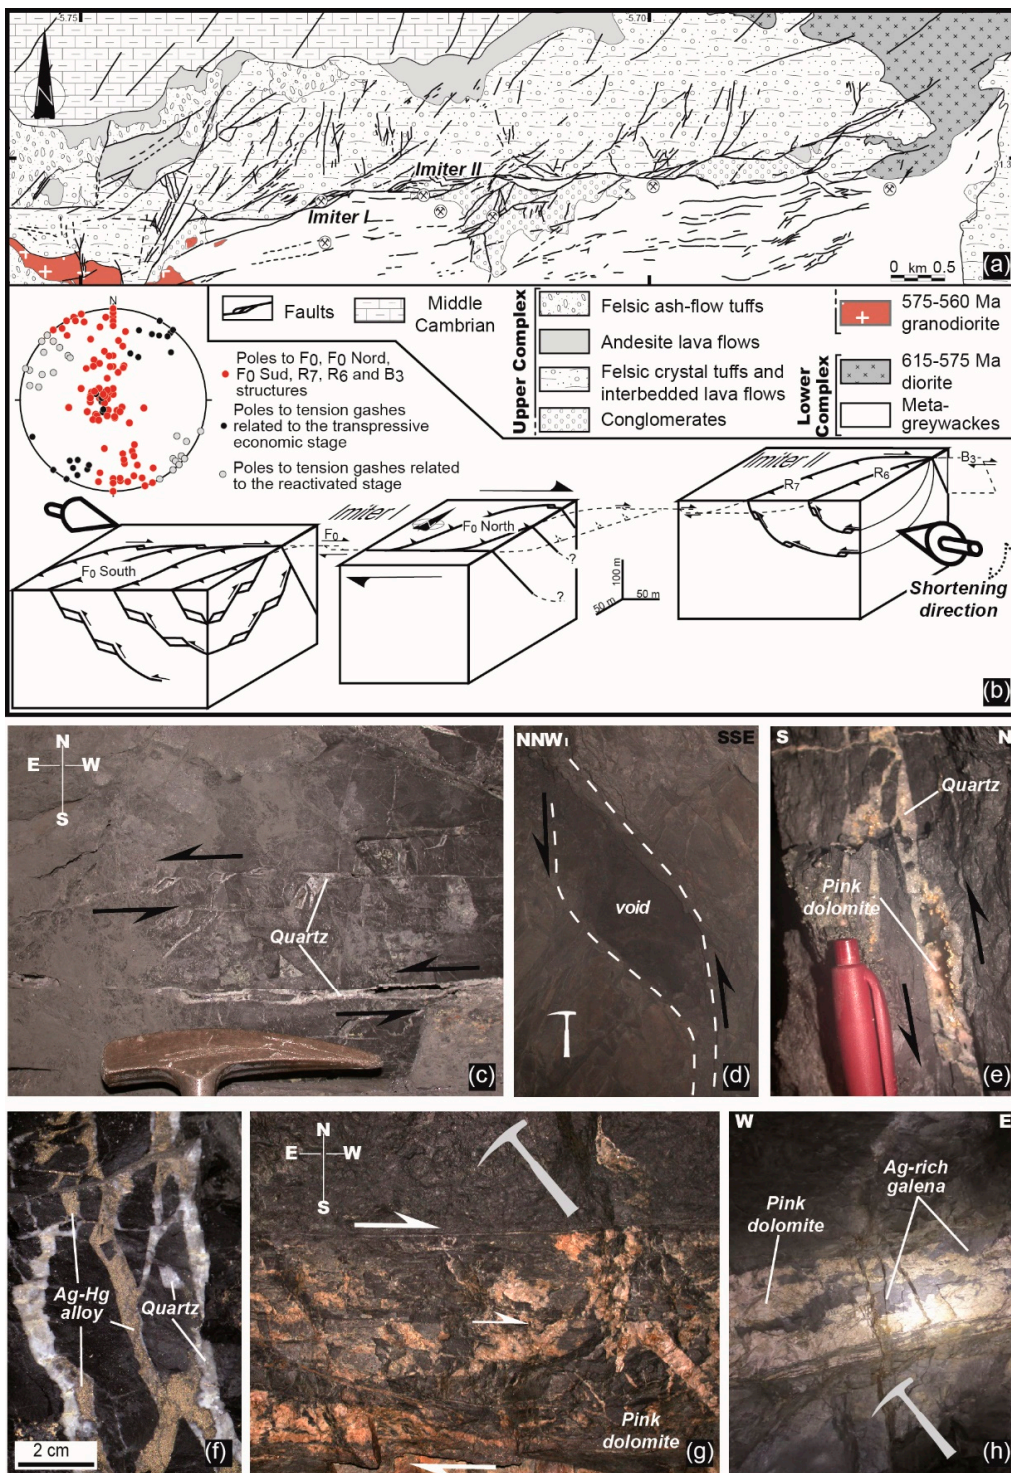 -5.75
-5.70
Imiter II
Imiter I
0 km 0.5
(a)
N
Faults
Middle
Cambrian
Poles to F0, F0 Nord,
F0 Sud, R7, R6 and B3
structures
Poles to tension gashes
related to the transpressive
economic stage
Poles to tension gashes related
to the reactivated stage
Upper Complex
Felsic ash-flow tuffs
Andesite lava flows
Felsic crystal tuffs and
interbedded lava flows
Conglomerates
575-560 Ma
granodiorite
Lower
Complex
615-575 Ma
diorite
Meta-
greywackes
Imiter I
F0 South
F0
F0 North
?
?
100 m
50 m
50 m
Imiter II
R7
R6
B3
Shortening
direction
(b)
N
E W
S
Quartz
(c)
NNW
SSE
void
(d)
S N
Quartz
Pink
dolomite
(e)
Ag-Hg
alloy
Quartz
2 cm
(f)
N
E W
S
Pink
dolomite
(g)
W E
Ag-rich
galena
Pink
dolomite
(h)